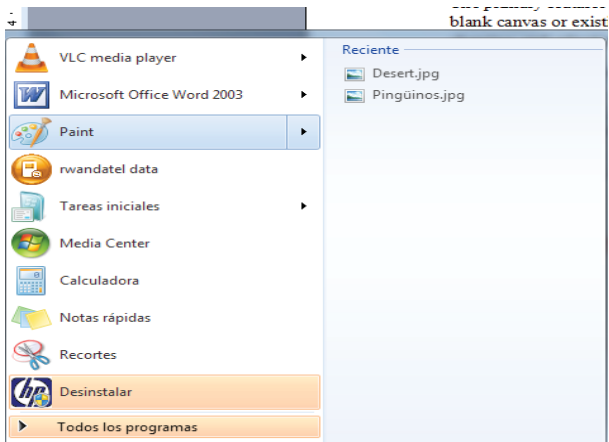 blank canvas or exist
VLC media player
Microsoft Office Word 2003
Paint
rwandatel data
Tareas iniciales
Media Center
Calculadora
Notas rápidas
Recortes
Desinstalar
Todos los programas
Reciente
Desert.jpg
Pingüinos.jpg